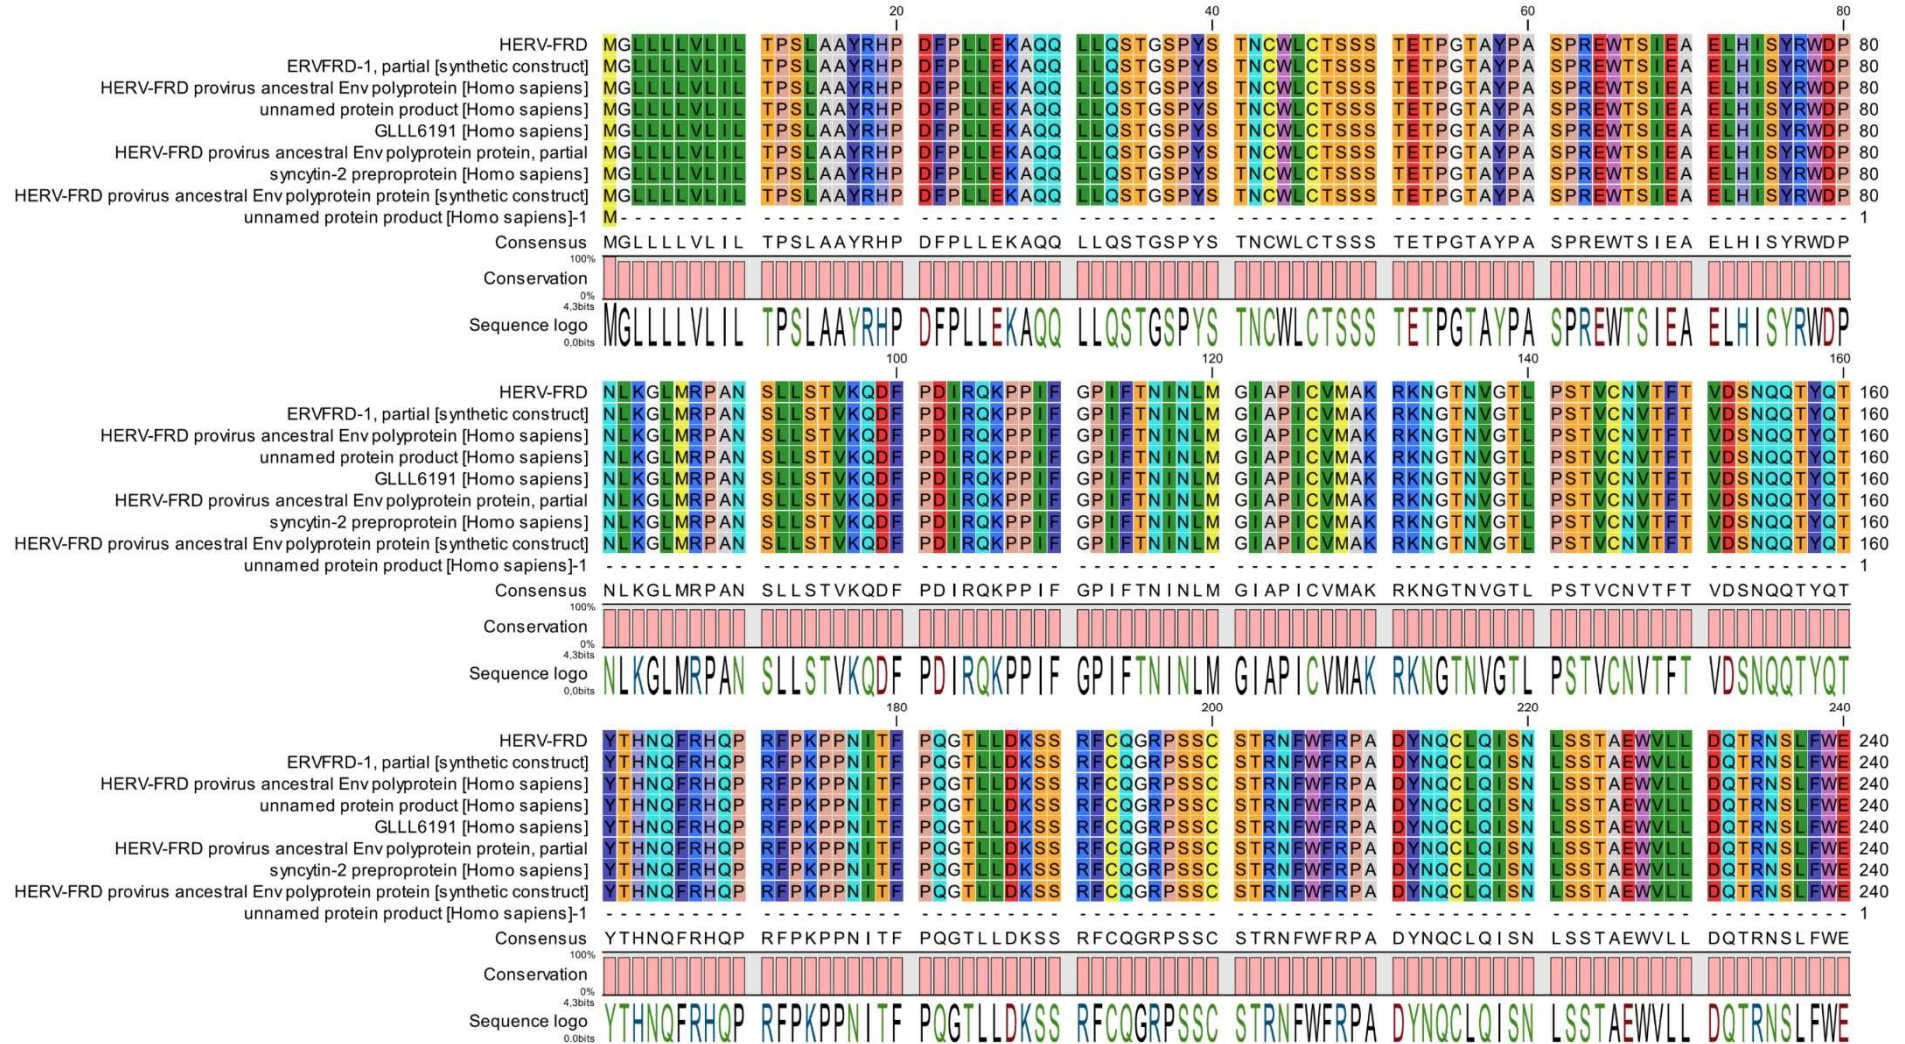 20 40 60 80
HERV-FRD MGLLLLVLIL TPSLAAYRHP DFPLLEKAQQ LLQSTGSPYS TNCWLCTSSS TETPGTAYPA SPREWTSIEA ELHISYRWDP 80
ERVFRD-1, partial [synthetic construct] MGLLLLVLIL TPSLAAYRHP DFPLLEKAQQ LLQSTGSPYS TNCWLCTSSS TETPGTAYPA SPREWTSIEA ELHISYRWDP 80
HERV-FRD provirus ancestral Env polyprotein [Homo sapiens] MGLLLLVLIL TPSLAAYRHP DFPLLEKAQQ LLQSTGSPYS TNCWLCTSSS TETPGTAYPA SPREWTSIEA ELHISYRWDP 80
unnamed protein product [Homo sapiens] MGLLLLVLIL TPSLAAYRHP DFPLLEKAQQ LLQSTGSPYS TNCWLCTSSS TETPGTAYPA SPREWTSIEA ELHISYRWDP 80
GLLL6191 [Homo sapiens] MGLLLLVLIL TPSLAAYRHP DFPLLEKAQQ LLQSTGSPYS TNCWLCTSSS TETPGTAYPA SPREWTSIEA ELHISYRWDP 80
HERV-FRD provirus ancestral Env polyprotein protein, partial MGLLLLVLIL TPSLAAYRHP DFPLLEKAQQ LLQSTGSPYS TNCWLCTSSS TETPGTAYPA SPREWTSIEA ELHISYRWDP 80
syncytin-2 preproprotein [Homo sapiens] MGLLLLVLIL TPSLAAYRHP DFPLLEKAQQ LLQSTGSPYS TNCWLCTSSS TETPGTAYPA SPREWTSIEA ELHISYRWDP 80
HERV-FRD provirus ancestral Env polyprotein protein [synthetic construct] MGLLLLVLIL TPSLAAYRHP DFPLLEKAQQ LLQSTGSPYS TNCWLCTSSS TETPGTAYPA SPREWTSIEA ELHISYRWDP 80
unnamed protein product [Homo sapiens]-1 M--------- ---------- ---------- ---------- ---------- ---------- ---------- ---------- 1
Consensus MGLLLLVLIL TPSLAAYRHP DFPLLEKAQQ LLQSTGSPYS TNCWLCTSSS TETPGTAYPA SPREWTSIEA ELHISYRWDP
100%
Conservation
0%
4,3bits
Sequence logo MGLLLLVLIL TPSLAAYRHP DFPLLEKAQQ LLQSTGSPYS TNCWLCTSSS TETPGTAYPA SPREWTSIEA ELHISYRWDP
0,0bits
100 120 140 160
HERV-FRD NLKGLMRPAN SLLSTVKQDF PDIRQKPPIF GPIFTNINLM GIAPICVMAK RKNGTNVGTL PSTVCNVTFT VDSNQQTYQT 160
ERVFRD-1, partial [synthetic construct] NLKGLMRPAN SLLSTVKQDF PDIRQKPPIF GPIFTNINLM GIAPICVMAK RKNGTNVGTL PSTVCNVTFT VDSNQQTYQT 160
HERV-FRD provirus ancestral Env polyprotein [Homo sapiens] NLKGLMRPAN SLLSTVKQDF PDIRQKPPIF GPIFTNINLM GIAPICVMAK RKNGTNVGTL PSTVCNVTFT VDSNQQTYQT 160
unnamed protein product [Homo sapiens] NLKGLMRPAN SLLSTVKQDF PDIRQKPPIF GPIFTNINLM GIAPICVMAK RKNGTNVGTL PSTVCNVTFT VDSNQQTYQT 160
GLLL6191 [Homo sapiens] NLKGLMRPAN SLLSTVKQDF PDIRQKPPIF GPIFTNINLM GIAPICVMAK RKNGTNVGTL PSTVCNVTFT VDSNQQTYQT 160
HERV-FRD provirus ancestral Env polyprotein protein, partial NLKGLMRPAN SLLSTVKQDF PDIRQKPPIF GPIFTNINLM GIAPICVMAK RKNGTNVGTL PSTVCNVTFT VDSNQQTYQT 160
syncytin-2 preproprotein [Homo sapiens] NLKGLMRPAN SLLSTVKQDF PDIRQKPPIF GPIFTNINLM GIAPICVMAK RKNGTNVGTL PSTVCNVTFT VDSNQQTYQT 160
HERV-FRD provirus ancestral Env polyprotein protein [synthetic construct] NLKGLMRPAN SLLSTVKQDF PDIRQKPPIF GPIFTNINLM GIAPICVMAK RKNGTNVGTL PSTVCNVTFT VDSNQQTYQT 160
unnamed protein product [Homo sapiens]-1 ---------- ---------- ---------- ---------- ---------- ---------- ---------- ---------- 1
Consensus NLKGLMRPAN SLLSTVKQDF PDIRQKPPIF GPIFTNINLM GIAPICVMAK RKNGTNVGTL PSTVCNVTFT VDSNQQTYQT
100%
Conservation
0%
4,3bits
Sequence logo NLKGLMRPAN SLLSTVKQDF PDIRQKPPIF GPIFTNINLM GIAPICVMAK RKNGTNVGTL PSTVCNVTFT VDSNQQTYQT
0,0bits
180 200 220 240
HERV-FRD YTHNQFRHQP RFPKPPNITF PQGTLLDKSS RFCQGRPSSC STRNFWFRPA DYNQCLQISN LSSTAEWVLL DQTRNSLFWE 240
ERVFRD-1, partial [synthetic construct] YTHNQFRHQP RFPKPPNITF PQGTLLDKSS RFCQGRPSSC STRNFWFRPA DYNQCLQISN LSSTAEWVLL DQTRNSLFWE 240
HERV-FRD provirus ancestral Env polyprotein [Homo sapiens] YTHNQFRHQP RFPKPPNITF PQGTLLDKSS RFCQGRPSSC STRNFWFRPA DYNQCLQISN LSSTAEWVLL DQTRNSLFWE 240
unnamed protein product [Homo sapiens] YTHNQFRHQP RFPKPPNITF PQGTLLDKSS RFCQGRPSSC STRNFWFRPA DYNQCLQISN LSSTAEWVLL DQTRNSLFWE 240
GLLL6191 [Homo sapiens] YTHNQFRHQP RFPKPPNITF PQGTLLDKSS RFCQGRPSSC STRNFWFRPA DYNQCLQISN LSSTAEWVLL DQTRNSLFWE 240
HERV-FRD provirus ancestral Env polyprotein protein, partial YTHNQFRHQP RFPKPPNITF PQGTLLDKSS RFCQGRPSSC STRNFWFRPA DYNQCLQISN LSSTAEWVLL DQTRNSLFWE 240
syncytin-2 preproprotein [Homo sapiens] YTHNQFRHQP RFPKPPNITF PQGTLLDKSS RFCQGRPSSC STRNFWFRPA DYNQCLQISN LSSTAEWVLL DQTRNSLFWE 240
HERV-FRD provirus ancestral Env polyprotein protein [synthetic construct] YTHNQFRHQP RFPKPPNITF PQGTLLDKSS RFCQGRPSSC STRNFWFRPA DYNQCLQISN LSSTAEWVLL DQTRNSLFWE 240
unnamed protein product [Homo sapiens]-1 ---------- ---------- ---------- ---------- ---------- ---------- ---------- ---------- 1
Consensus YTHNQFRHQP RFPKPPNITF PQGTLLDKSS RFCQGRPSSC STRNFWFRPA DYNQCLQISN LSSTAEWVLL DQTRNSLFWE
100%
Conservation
0%
4,3bits
Sequence logo YTHNQFRHQP RFPKPPNITF PQGTLLDKSS RFCQGRPSSC STRNFWFRPA DYNQCLQISN LSSTAEWVLL DQTRNSLFWE
0.0bits